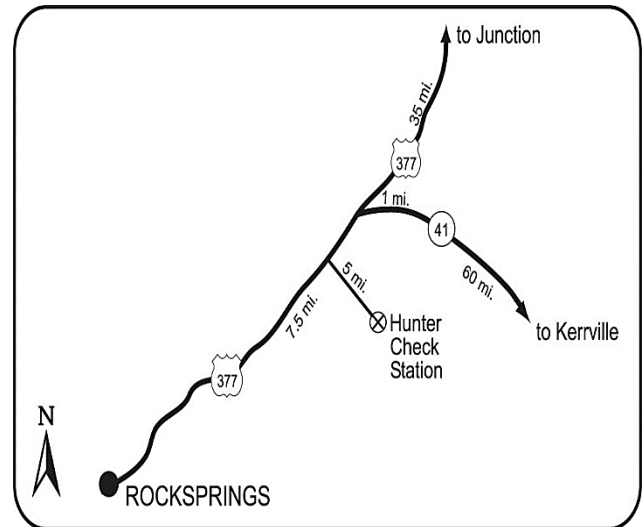 to Junction
35 mi.
377
1 mi.
41
60 mi.
5 mi.
7.5 mi.
Hunter
Check
Station
to Kerrville
377
N
ROCKSPRINGS